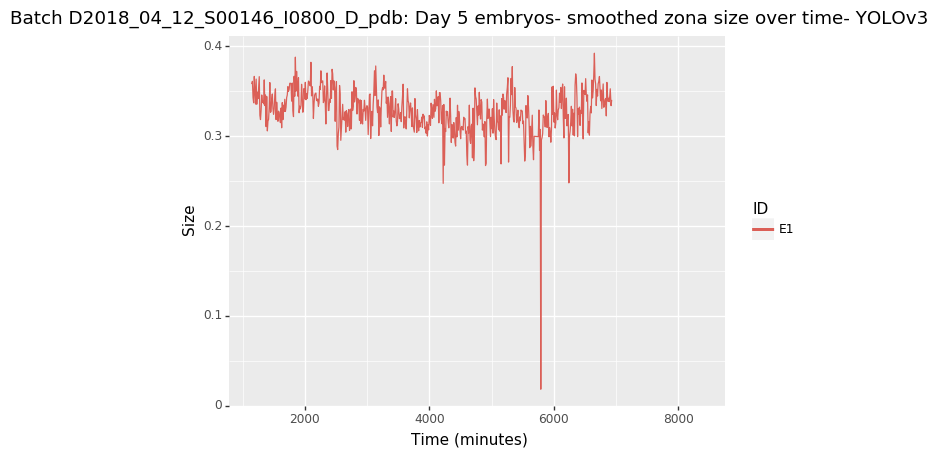 Batch D2018_04_12_S00146_I0800_D_pdb: Day 5 embryos- smoothed zona size over time- YOLOv3
0.4
0.3
0.2
0.1
0
Size
2000
4000
6000
8000
Time (minutes)
ID
E1